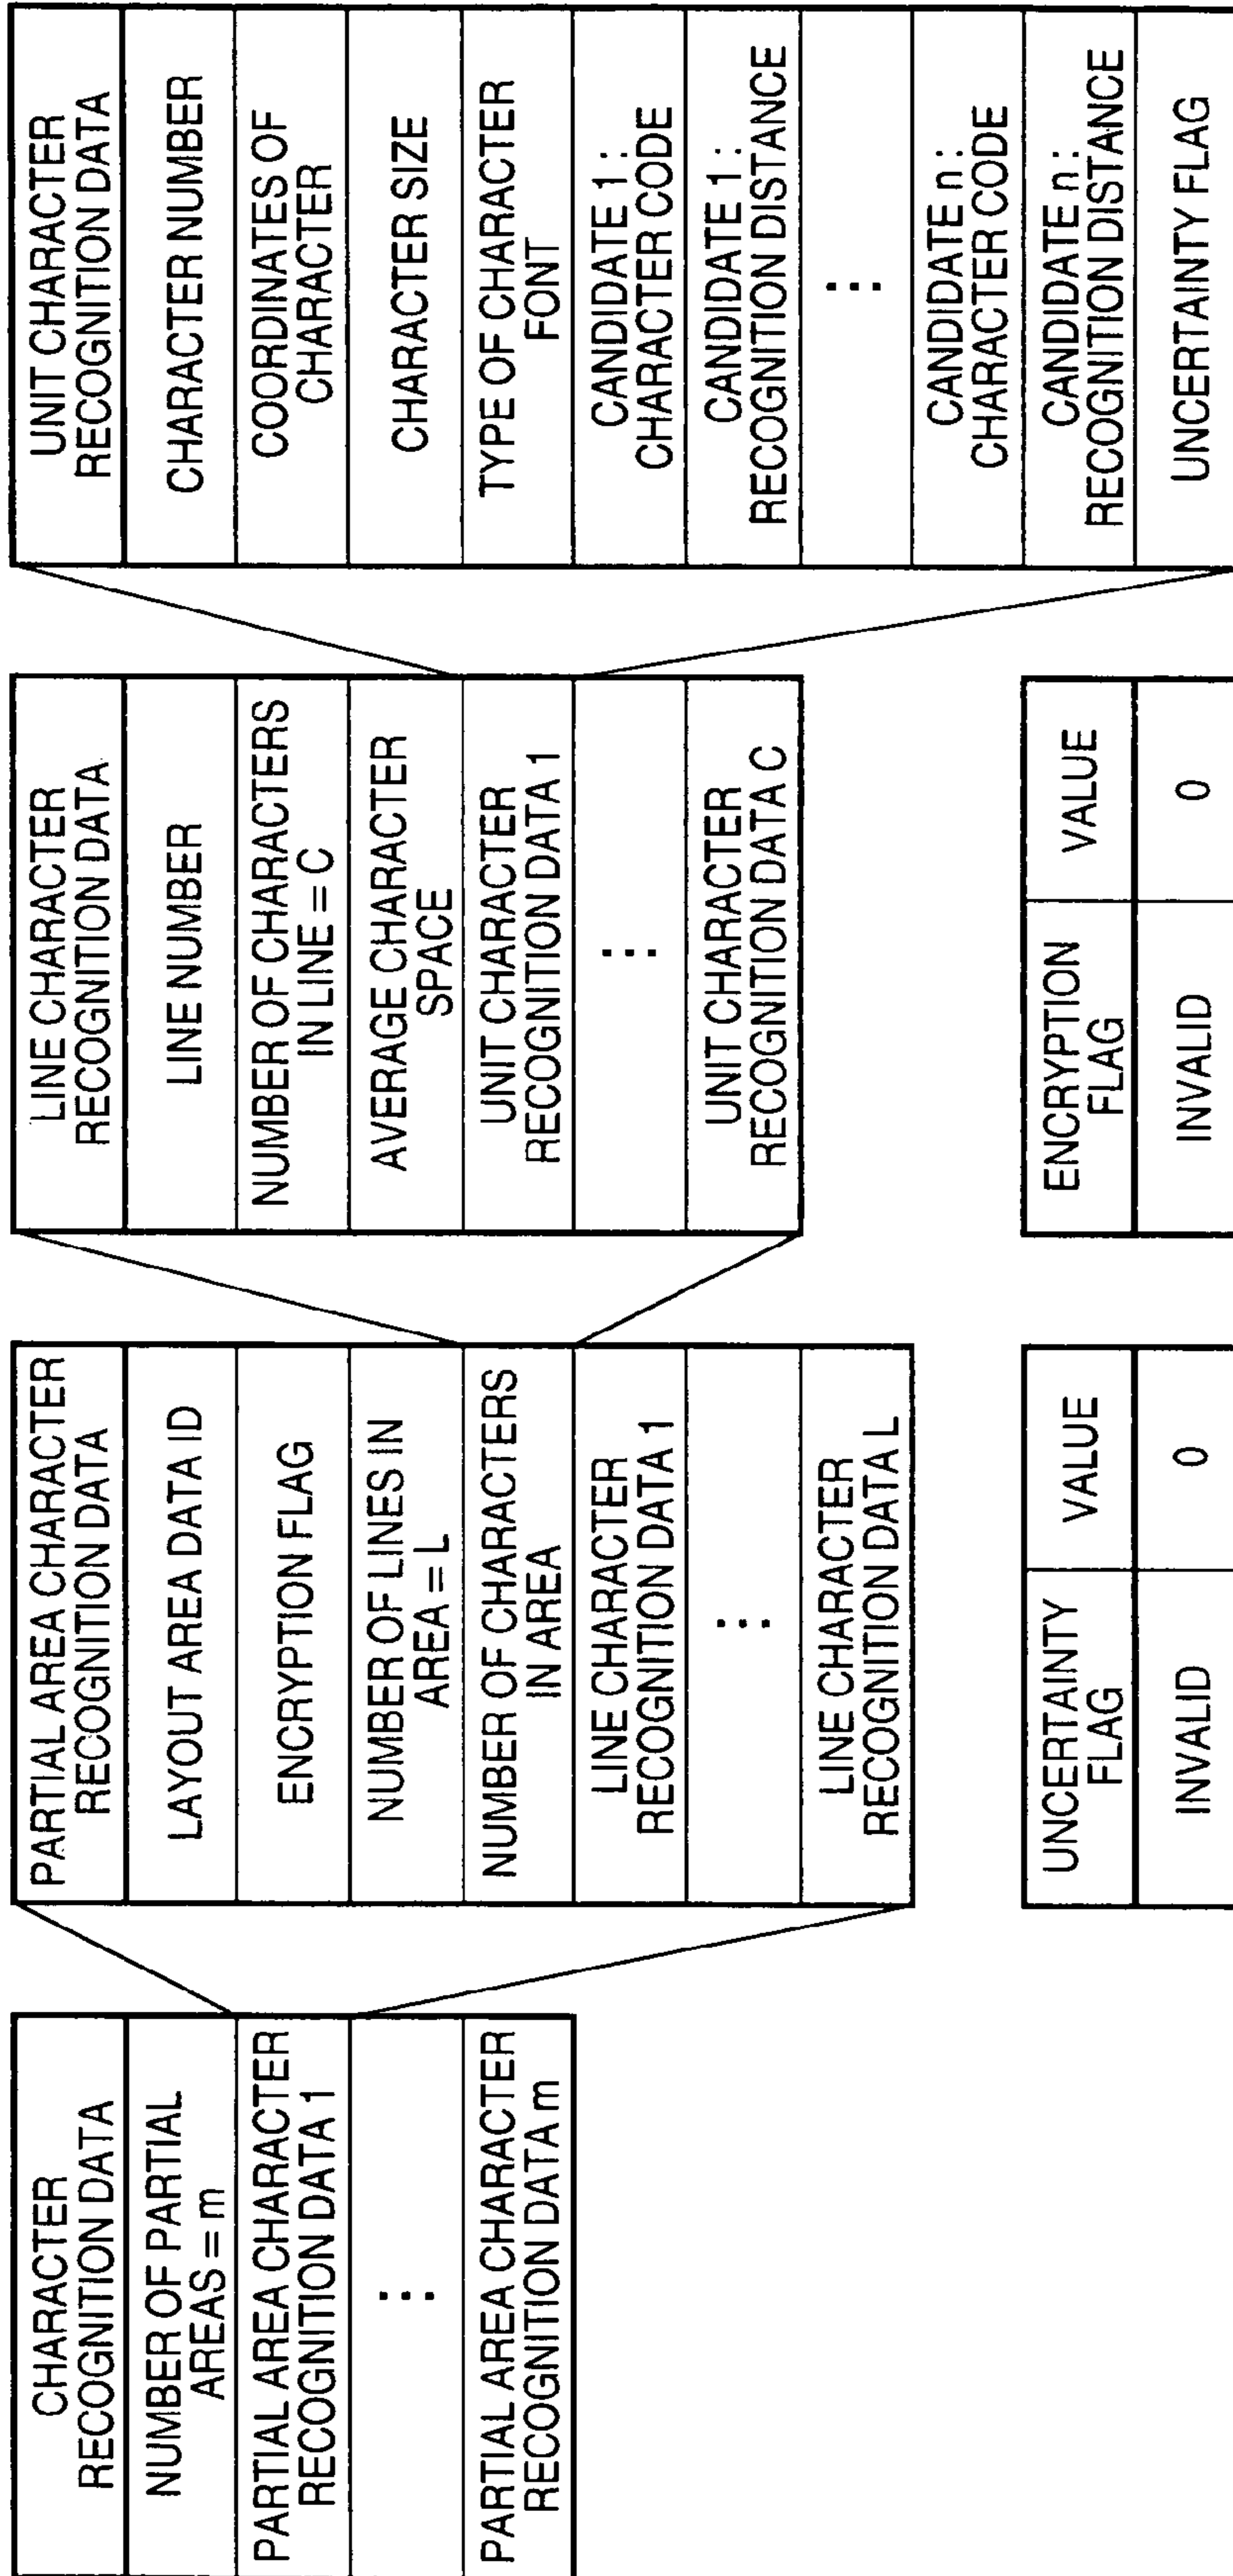 CHARACTER
RECOGNITION DATA
NUMBER OF PARTIAL
AREAS = m
PARTIAL AREA CHARACTER
RECOGNITION DATA 1
⋮
PARTIAL AREA CHARACTER
RECOGNITION DATA m
PARTIAL AREA CHARACTER
RECOGNITION DATA
LAYOUT AREA DATA ID
ENCRYPTION FLAG
NUMBER OF LINES IN
AREA = L
NUMBER OF CHARACTERS
IN AREA
LINE CHARACTER
RECOGNITION DATA 1
⋮
LINE CHARACTER
RECOGNITION DATA L
UNCERTAINTY
FLAG
VALUE
INVALID
0
LINE CHARACTER
RECOGNITION DATA
LINE NUMBER
NUMBER OF CHARACTERS
IN LINE = C
AVERAGE CHARACTER
SPACE
UNIT CHARACTER
RECOGNITION DATA 1
⋮
UNIT CHARACTER
RECOGNITION DATA C
ENCRYPTION
FLAG
VALUE
INVALID
0
UNIT CHARACTER
RECOGNITION DATA
CHARACTER NUMBER
COORDINATES OF
CHARACTER
CHARACTER SIZE
TYPE OF CHARACTER
FONT
CANDIDATE 1 :
CHARACTER CODE
CANDIDATE 1 :
RECOGNITION DISTANCE
⋮
CANDIDATE n :
CHARACTER CODE
CANDIDATE n :
RECOGNITION DISTANCE
UNCERTAINTY FLAG